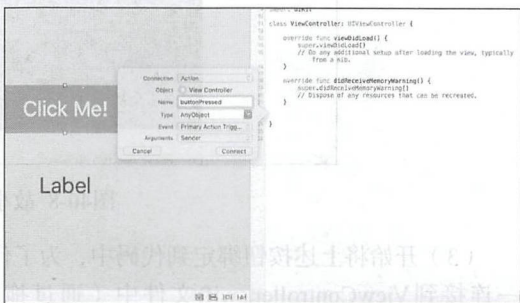 class ViewController: UIViewController {
override func viewDidLoad() {
super.viewDidLoad()
// Do any additional setup after loading the view, typically
from a nib.
}
override func didReceiveMemoryWarning() {
super.didReceiveMemoryWarning()
// Dispose of any resources that can be recreated.
}
}
Connection Action
Object View Controller
Name buttonPressed
Type AnyObject
Event Primary Action Trigg...
Arguments Sender
Cancel Connect
Click Me!
Label